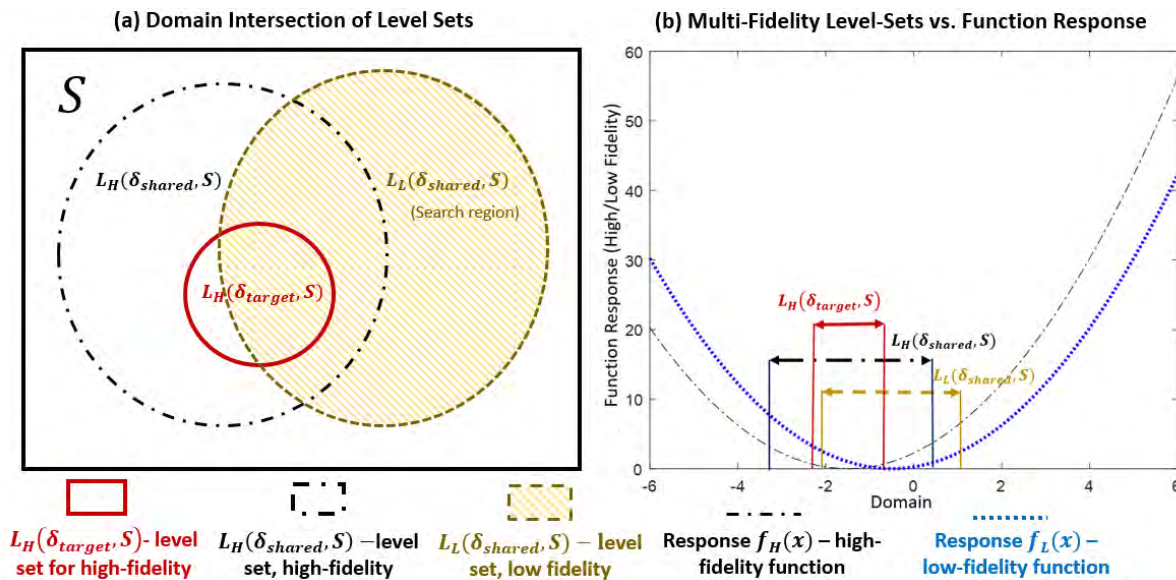 (a) Domain Intersection of Level Sets
S
L_H(δ_shared, S)
L_L(δ_shared, S)
(Search region)
L_H(δ_target, S)
(b) Multi-Fidelity Level-Sets vs. Function Response
Function Response (High/Low Fidelity)
60
50
40
30
20
10
0
L_H(δ_target, S)
L_H(δ_shared, S)
L_L(δ_shared, S)
-6
-4
-2
0
2
4
6
Domain
L_H(δ_target, S)- level
set for high-fidelity
L_H(δ_shared, S) –level
set, high-fidelity
L_L(δ_shared, S) – level
set, low fidelity
Response f_H(x) – high-
fidelity function
Response f_L(x) –
low-fidelity function